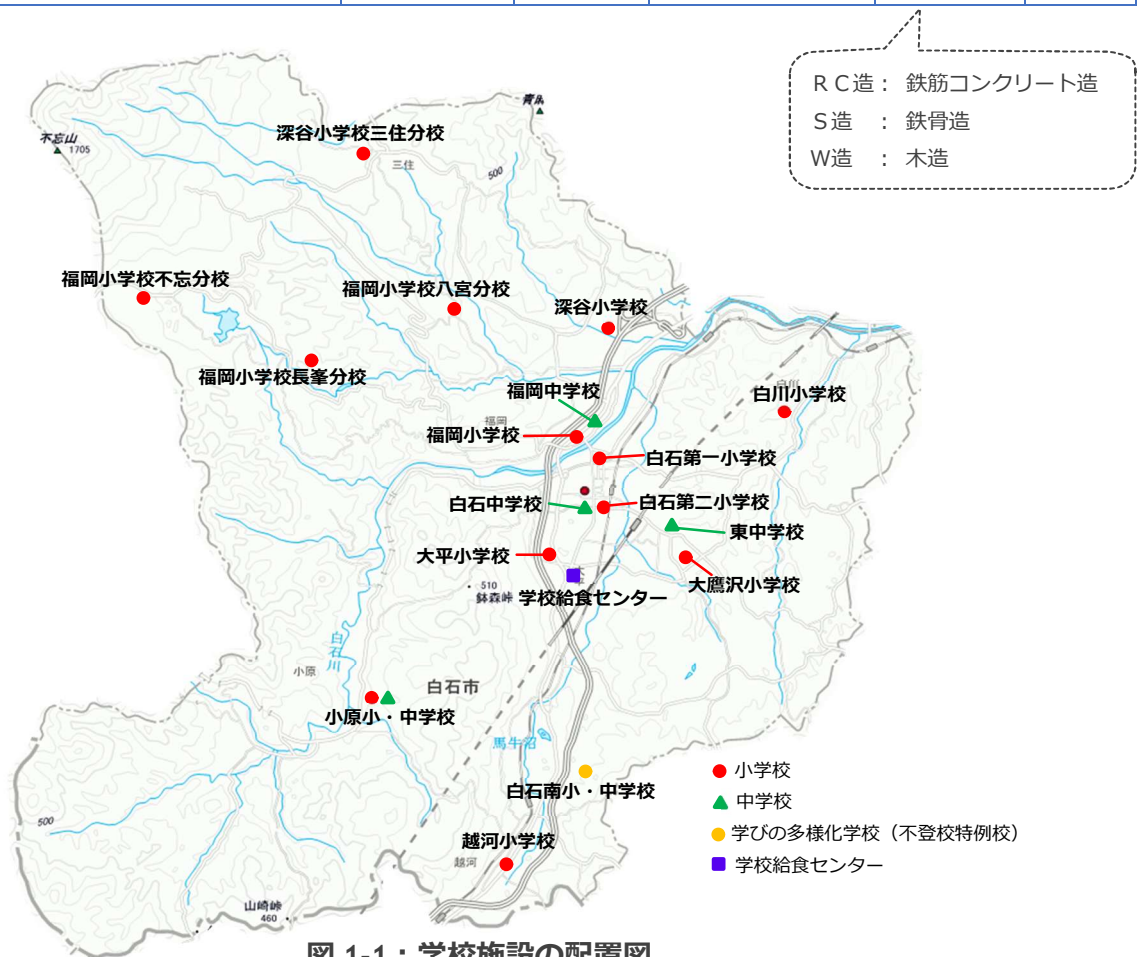 RC造： 鉄筋コンクリート造
S造 ： 鉄骨造
W造 ： 木造
青麻
不忘山
1705
深谷小学校三住分校
三住
500
福岡小学校不忘分校
福岡小学校八宮分校
深谷小学校
福岡小学校長峯分校
福岡中学校
白川小学校
白川
福岡
福岡小学校
白石第一小学校
白石中学校
白石第二小学校
東中学校
大平小学校
大鷹沢小学校
大平
510
鉢森峠
学校給食センター
白石川
小原
白石市
小原小・中学校
馬牛沼
白石南小・中学校
小学校
中学校
学びの多様化学校（不登校特例校）
学校給食センター
500
越河小学校
越河
山崎峠
460
図 1-1：学校施設の配置図